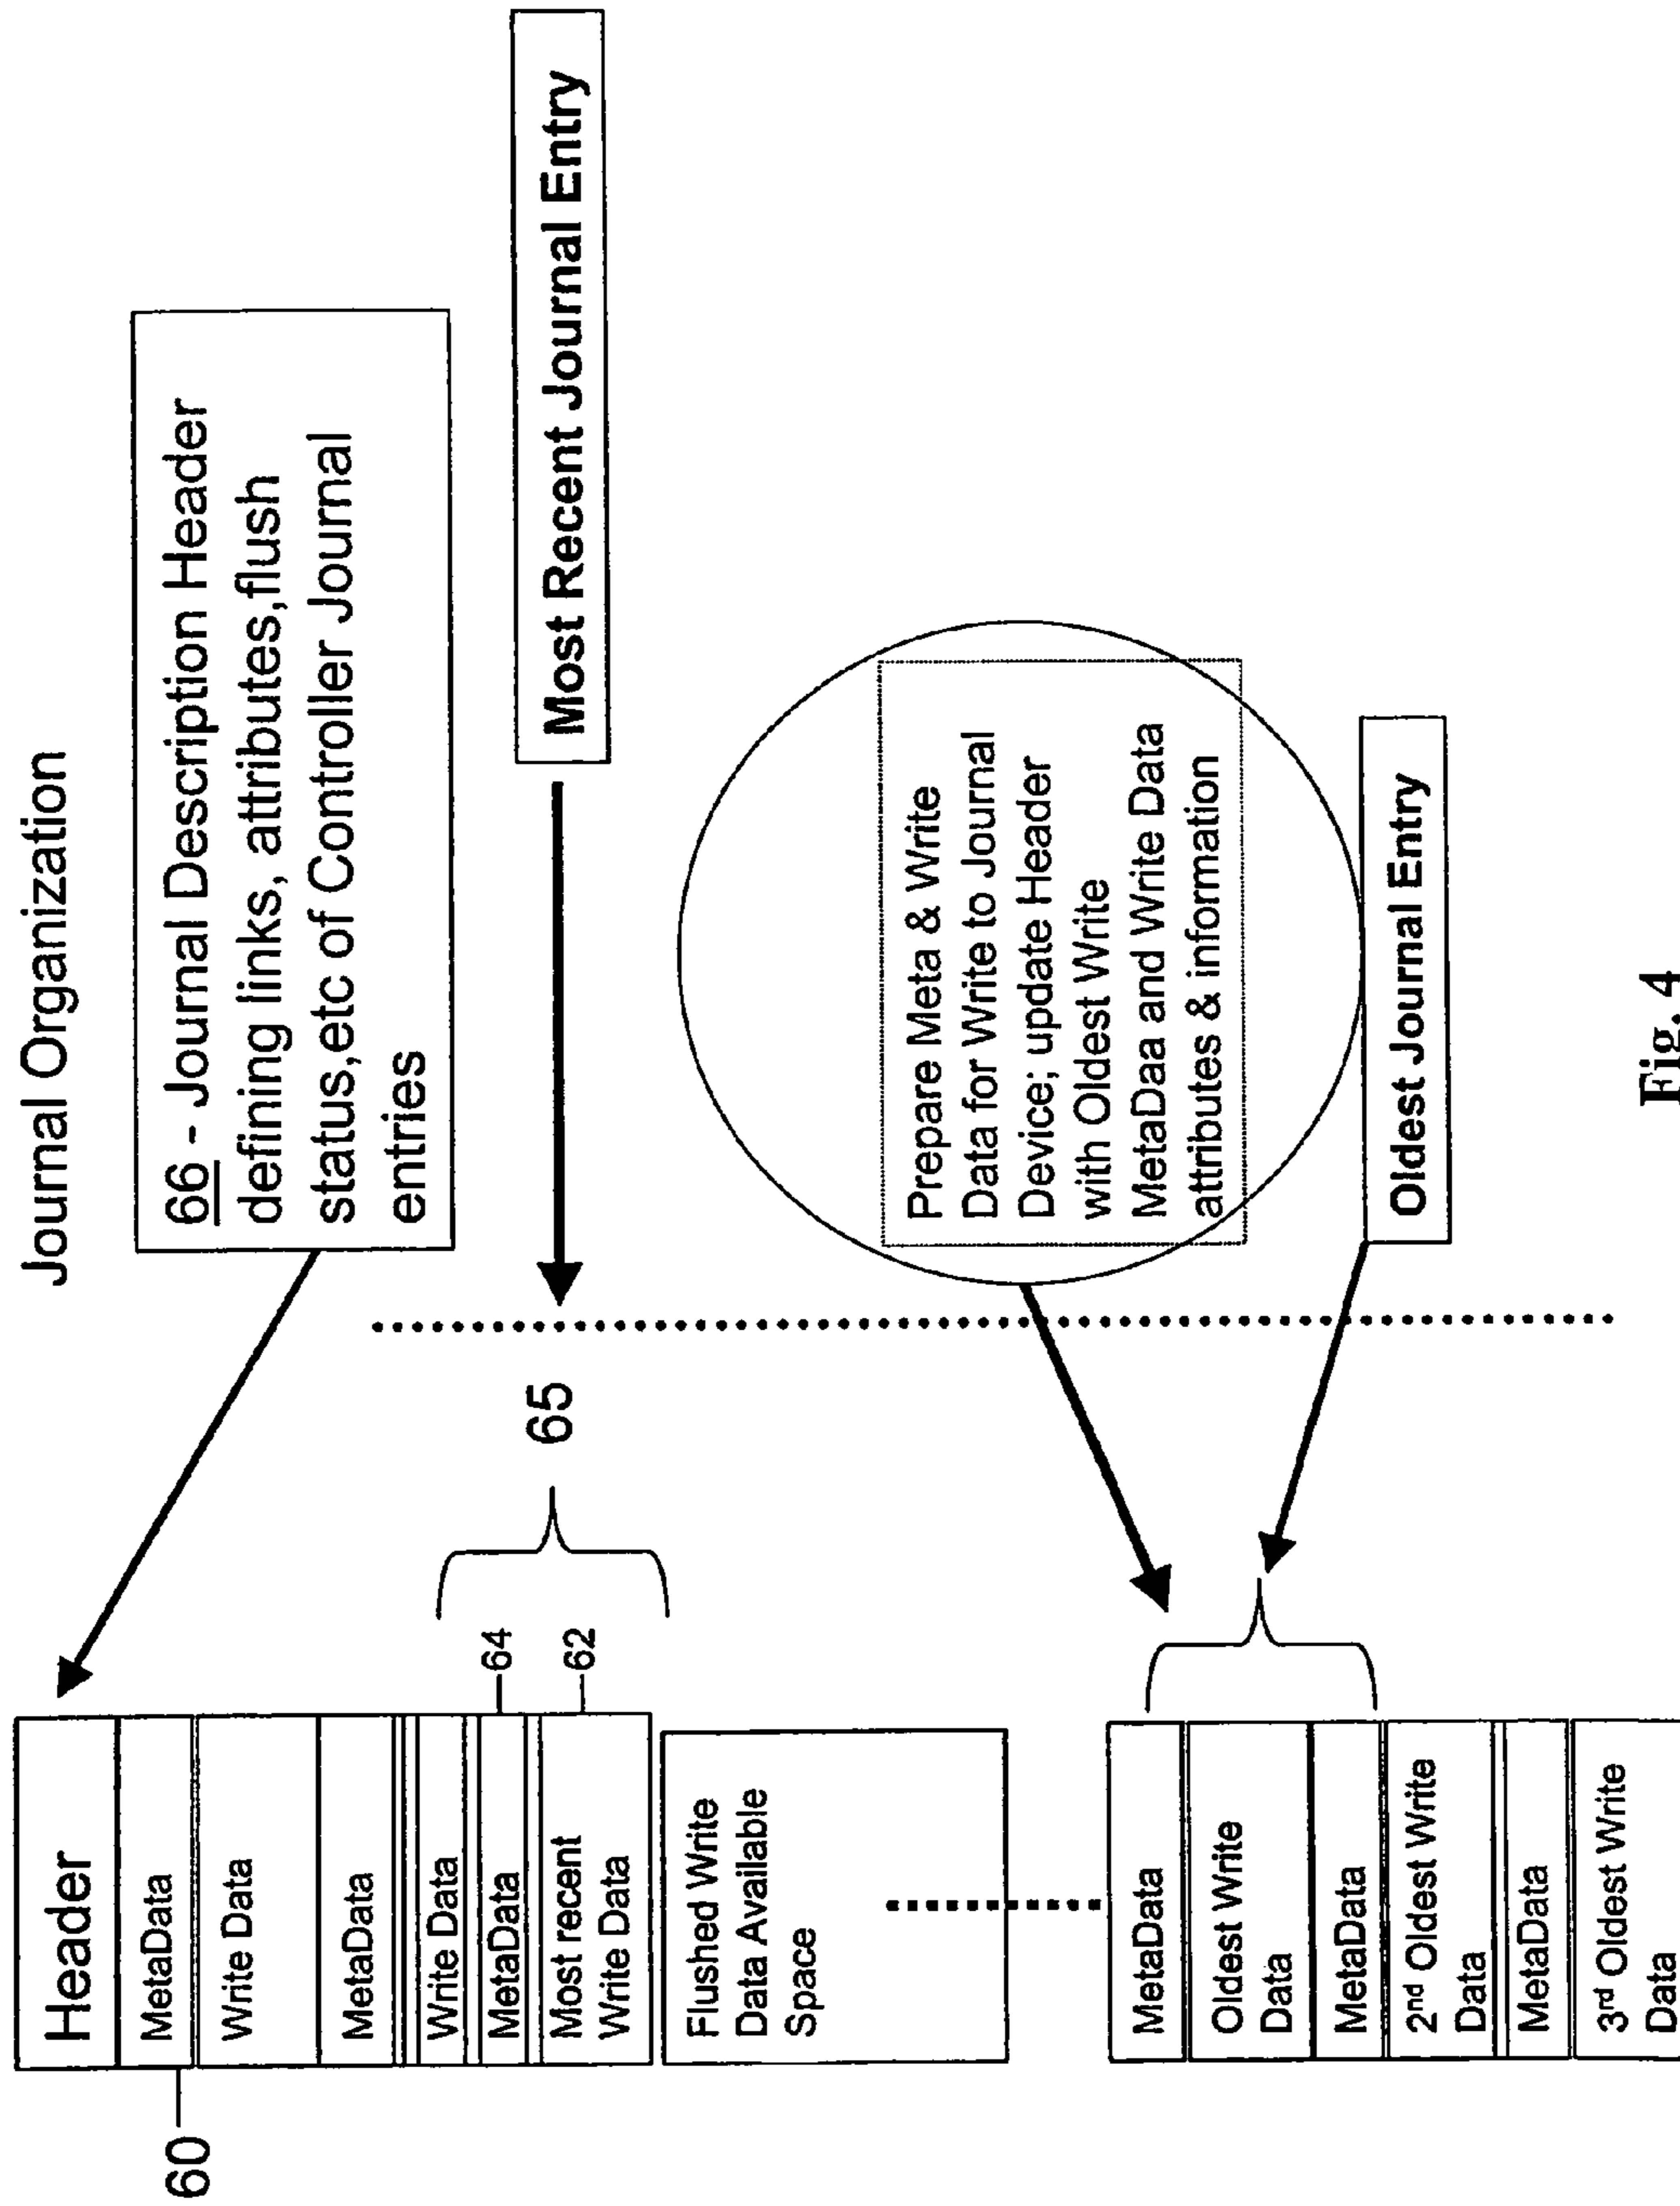 Journal Organization
66 - Journal Description Header
defining links, attributes,flush
status,etc of Controller Journal
entries
Most Recent Journal Entry
65
Header
60
MetaData
Write Data
MetaData
Write Data
MetaData
64
Most recent
Write Data
62
Flushed Write
Data Available
Space
Prepare Meta & Write
Data for Write to Journal
Device; update Header
with Oldest Write
MetaDaa and Write Data
attributes & information
Oldest Journal Entry
MetaData
Oldest Write
Data
MetaData
2nd Oldest Write
Data
MetaData
3rd Oldest Write
Data
Fig. 4